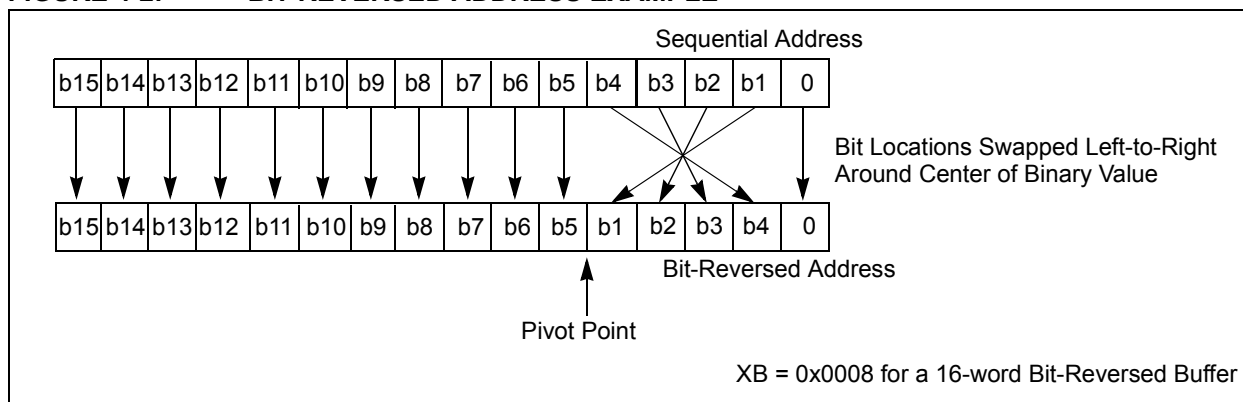 Sequential Address
b15 b14 b13 b12 b11 b10 b9 b8 b7 b6 b5 b4 b3 b2 b1 0
Bit Locations Swapped Left-to-Right
Around Center of Binary Value
b15 b14 b13 b12 b11 b10 b9 b8 b7 b6 b5 b1 b2 b3 b4 0
Bit-Reversed Address
Pivot Point
XB = 0x0008 for a 16-word Bit-Reversed Buffer